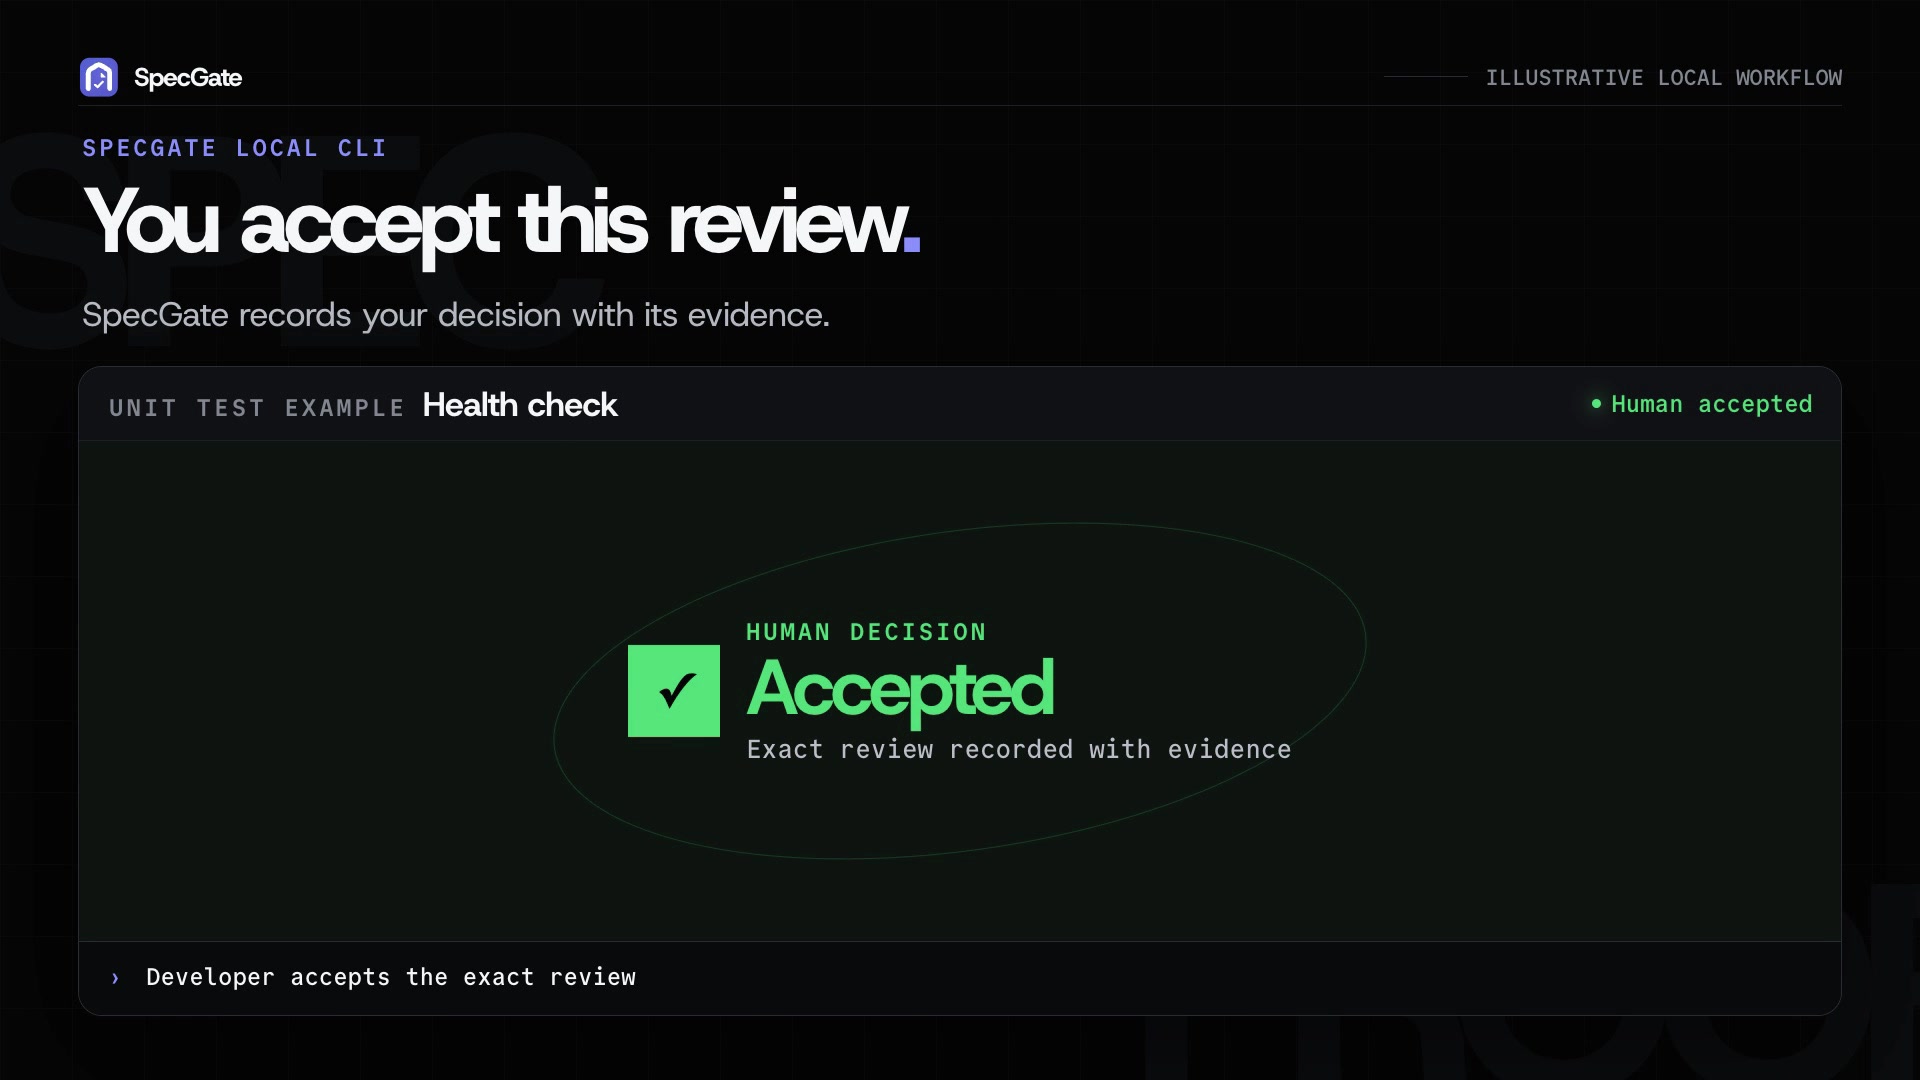 SpecGate
ILLUSTRATIVE LOCAL WORKFLOW
SPECGATE LOCAL CLI
You accept this review.
SpecGate records your decision with its evidence.
UNIT TEST EXAMPLE Health check
Human accepted
HUMAN DECISION
✓ Accepted
Exact review recorded with evidence
› Developer accepts the exact review
SPEC